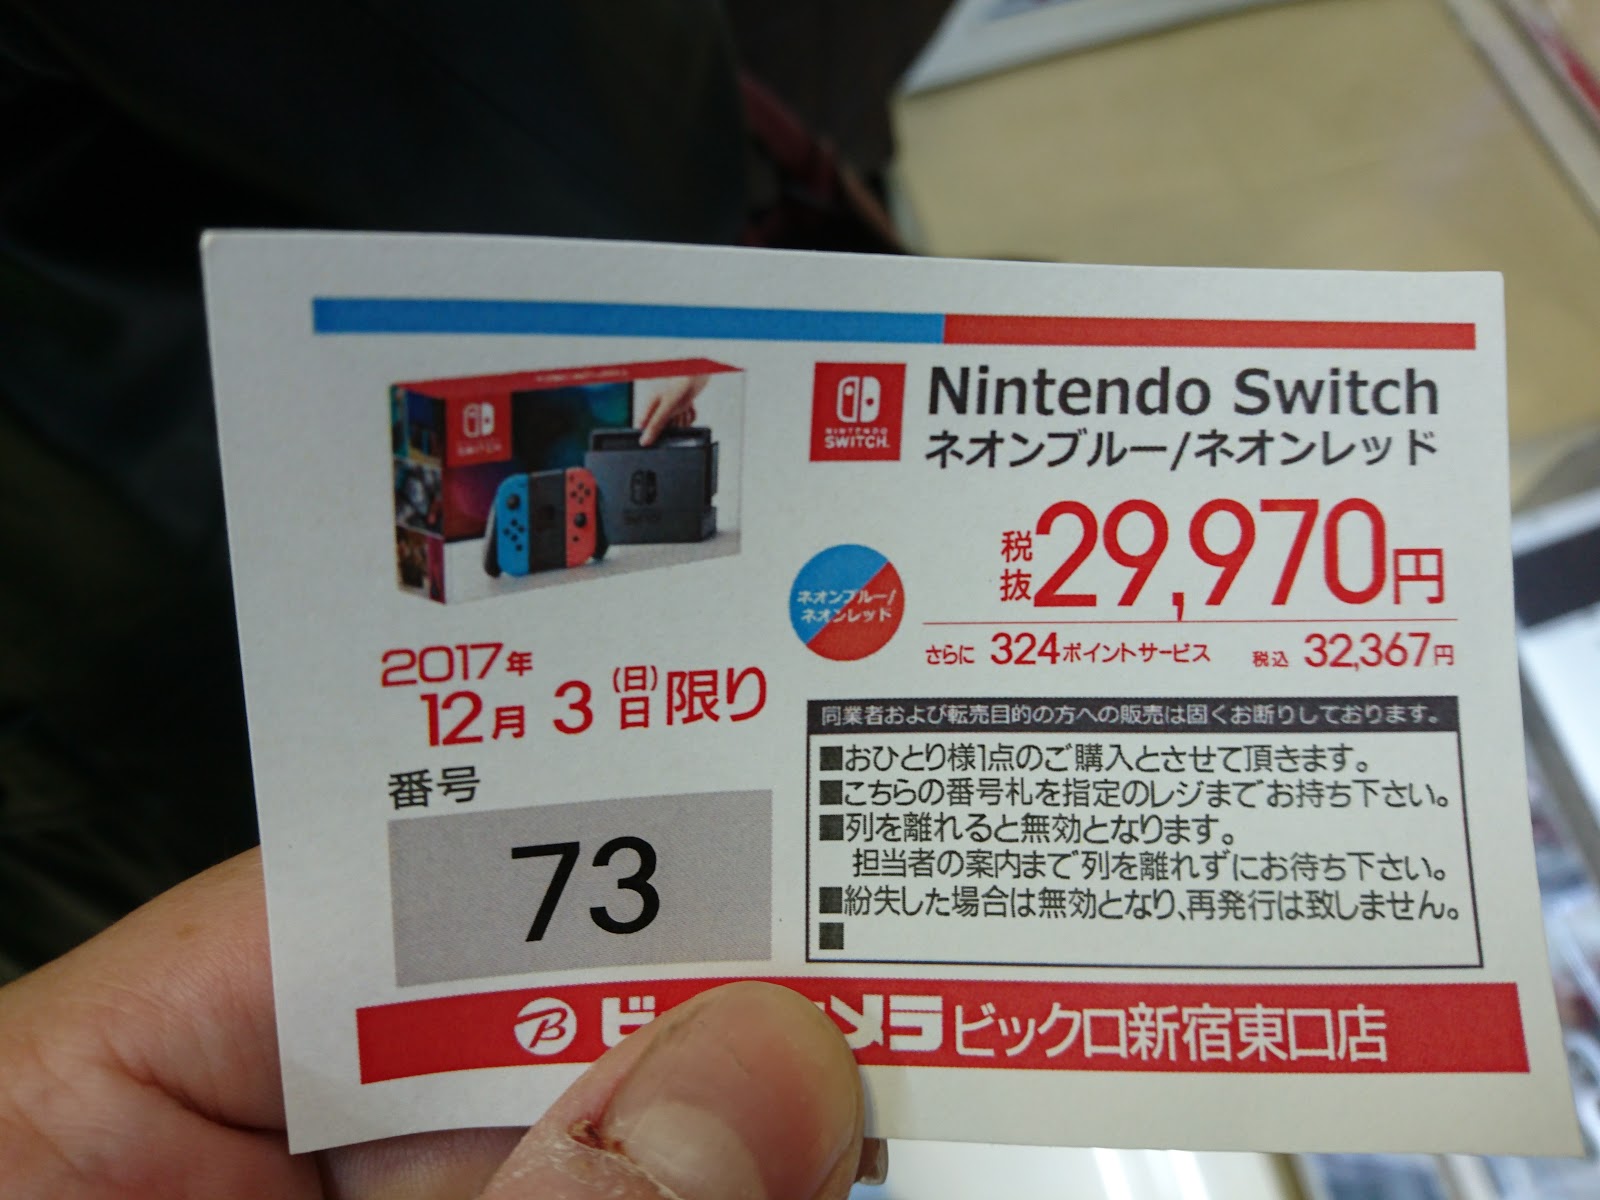 Nintendo Switch
ネオンブルー/ネオンレッド
NINTENDO
SWITCH.
税抜29,970円
ネオンブルー/
ネオンレッド
さらに 324ポイントサービス 税込 32,367円
2017年
12月3日(日)限り
番号
73
同業者および転売目的の方への販売は固くお断りしております。
■おひとり様1点のご購入とさせて頂きます。
■こちらの番号札を指定のレジまでお持ち下さい。
■列を離れると無効となります。
担当者の案内まで列を離れずにお待ち下さい。
■紛失した場合は無効となり、再発行は致しません。
■
B ビ メラ ビックロ新宿東口店